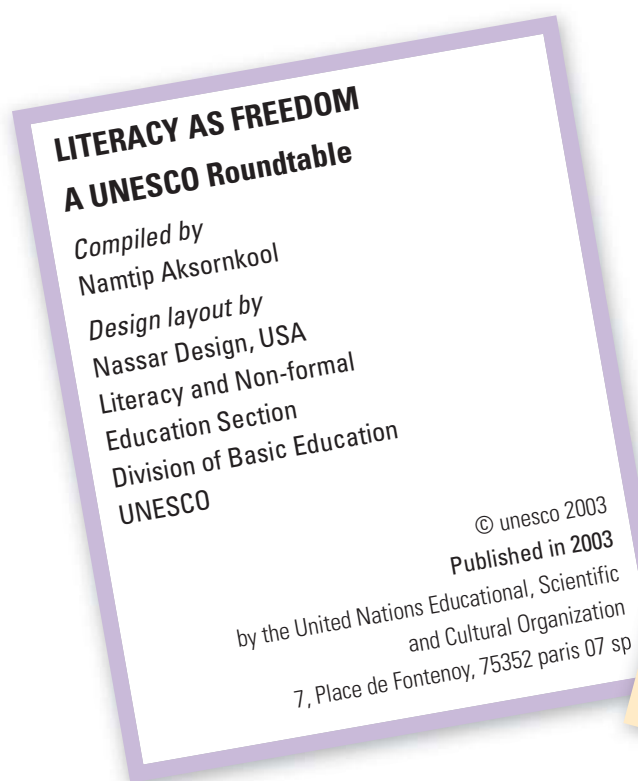 LITERACY AS FREEDOM
A UNESCO Roundtable
Compiled by
Namtip Aksornkool
Design layout by
Nassar Design, USA
Literacy and Non-formal
Education Section
Division of Basic Education
UNESCO
© unesco 2003
Published in 2003
by the United Nations Educational, Scientific
and Cultural Organization
7, Place de Fontenoy, 75352 paris 07 sp